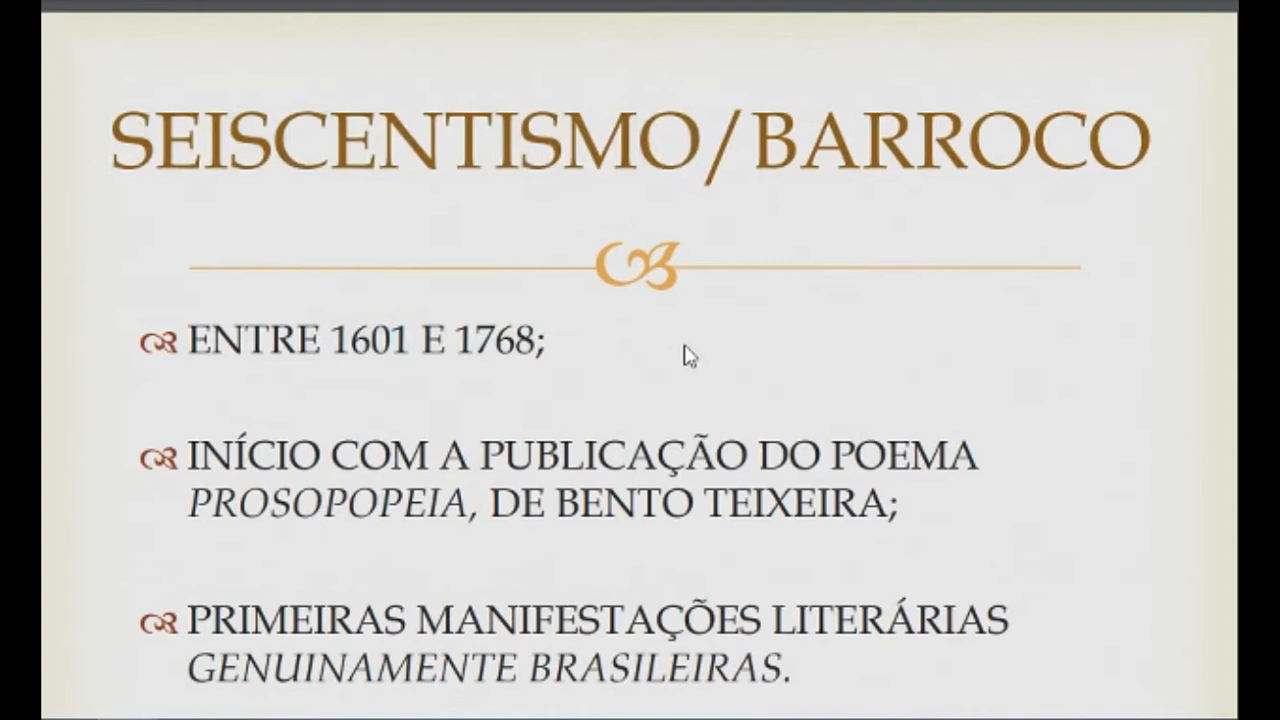 SEISCENTISMO/BARROCO
ENTRE 1601 E 1768;
INÍCIO COM A PUBLICAÇÃO DO POEMA
PROSOPOPEIA, DE BENTO TEIXEIRA;
PRIMEIRAS MANIFESTAÇÕES LITERÁRIAS
GENUINAMENTE BRASILEIRAS.